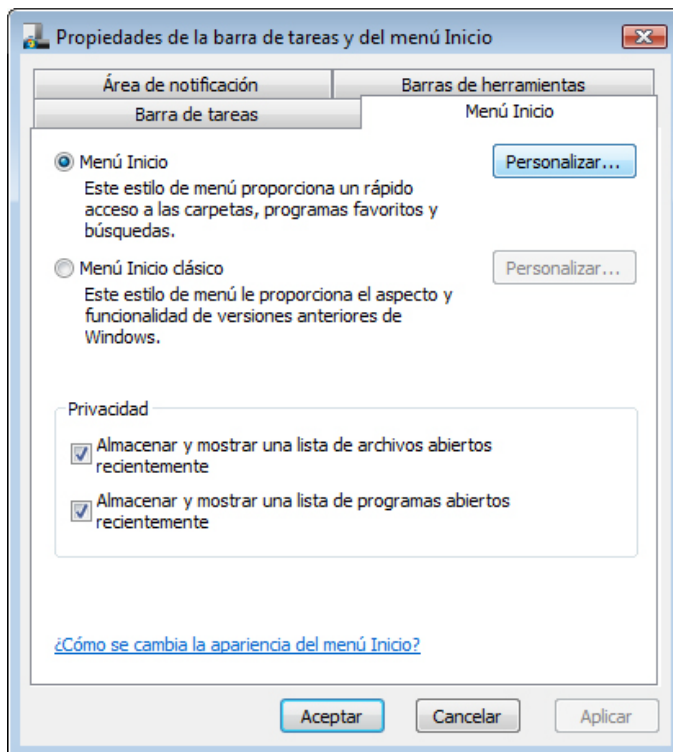 Propiedades de la barra de tareas y del menú Inicio
Área de notificación
Barras de herramientas
Barra de tareas
Menú Inicio
Menú Inicio
Personalizar...
Este estilo de menú proporciona un rápido
acceso a las carpetas, programas favoritos y
búsquedas.
Menú Inicio clásico
Personalizar...
Este estilo de menú le proporciona el aspecto y
funcionalidad de versiones anteriores de
Windows.
Privacidad
Almacenar y mostrar una lista de archivos abiertos
recientemente
Almacenar y mostrar una lista de programas abiertos
recientemente
¿Cómo se cambia la apariencia del menú Inicio?
Aceptar
Cancelar
Aplicar